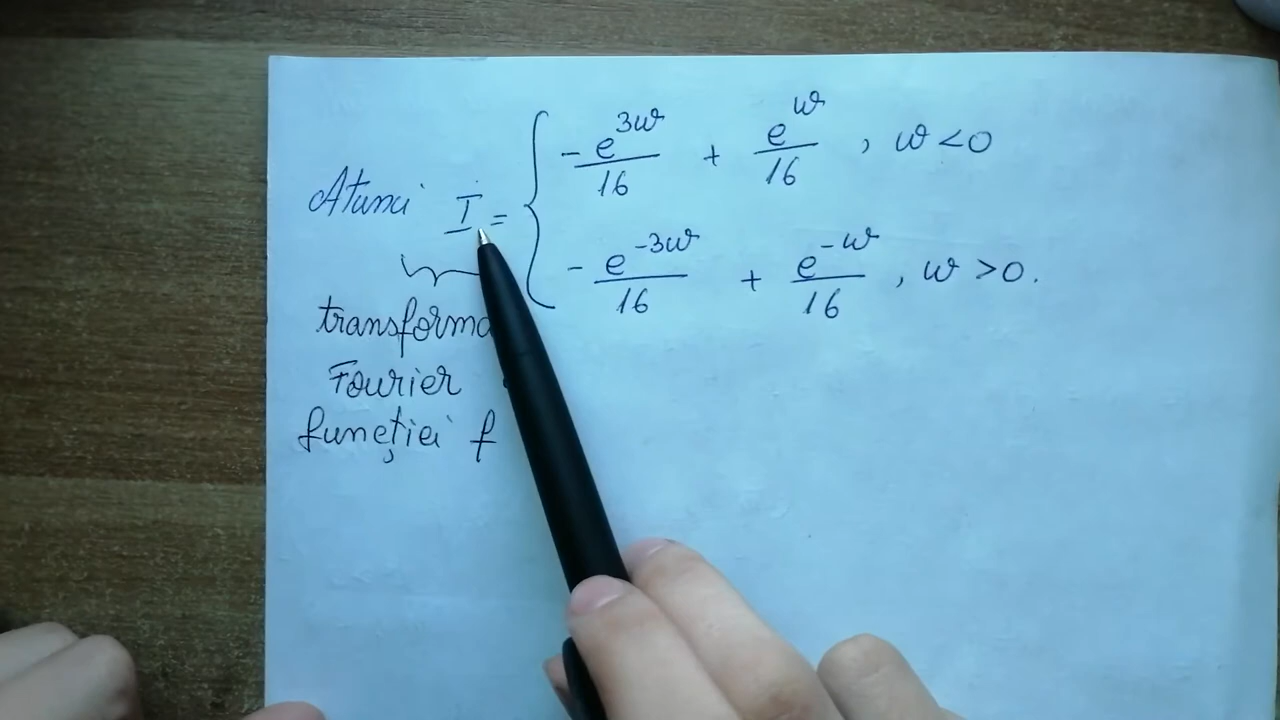 Atunci I = { - e^{3w}/16 + e^{w}/16 , w < 0
- e^{-3w}/16 + e^{-w}/16 , w > 0.
transforma
Fourier
funcției f